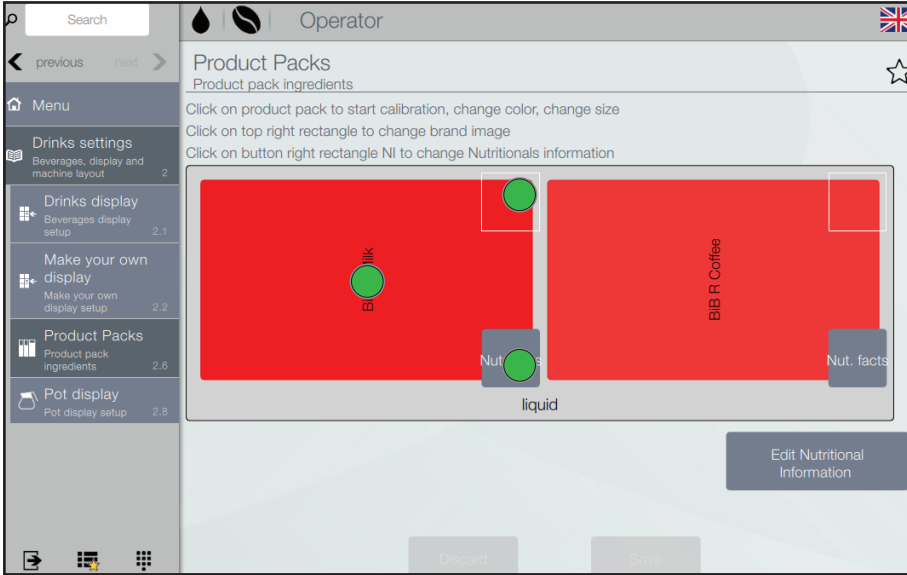 Search
Operator
previous
next
Menu
Drinks settings
Beverages, display and
machine layout
2
Drinks display
Beverages display
setup
2.1
Make your own
display
Make your own
display setup
2.2
Product Packs
Product pack
ingredients
2.6
Pot display
Pot display setup
2.8
Product Packs
Product pack ingredients
Click on product pack to start calibration, change color, change size
Click on top right rectangle to change brand image
Click on button right rectangle NI to change Nutritionals information
BiB R Coffee
Nut. facts
liquid
Edit Nutritional
Information
Discard
Save